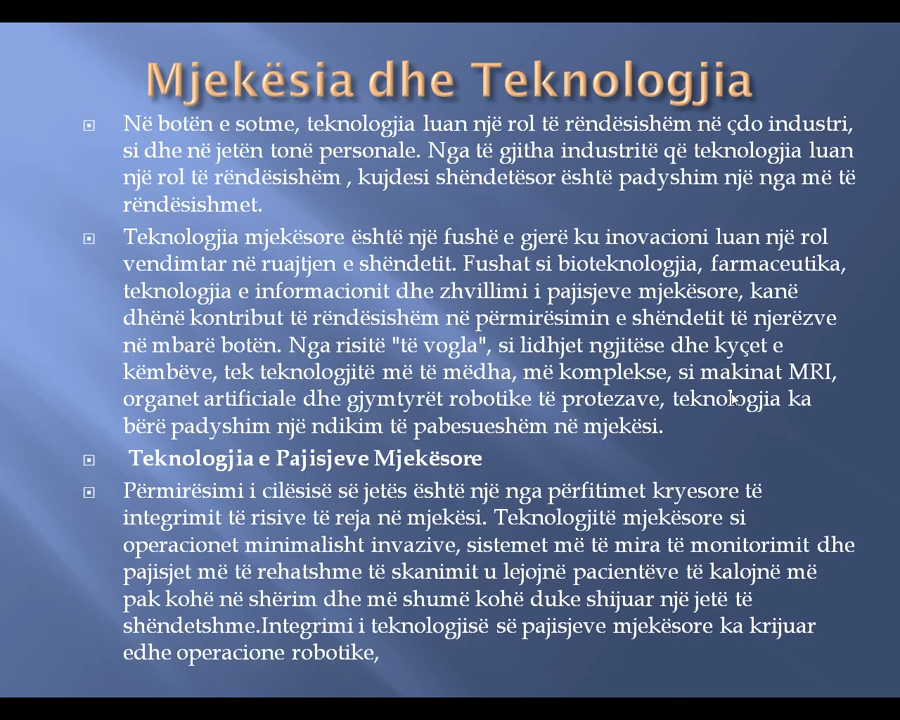 Mjekësia dhe Teknologjia
Në botën e sotme, teknologjia luan një rol të rëndësishëm në çdo industri,
si dhe në jetën tonë personale. Nga të gjitha industritë që teknologjia luan
një rol të rëndësishëm , kujdesi shëndetësor është padyshim një nga më të
rëndësishmet.
Teknologjia mjekësore është një fushë e gjerë ku inovacioni luan një rol
vendimtar në ruajtjen e shëndetit. Fushat si bioteknologjia, farmaceutika,
teknologjia e informacionit dhe zhvillimi i pajisjeve mjekësore, kanë
dhënë kontribut të rëndësishëm në përmirësimin e shëndetit të njerëzve
në mbarë botën. Nga risitë "të vogla", si lidhjet ngjitëse dhe kyçet e
këmbëve, tek teknologjitë më të mëdha, më komplekse, si makinat MRI,
organet artificiale dhe gjymtyrët robotike të protezave, teknologjia ka
bërë padyshim një ndikim të pabesueshëm në mjekësi.
Teknologjia e Pajisjeve Mjekësore
Përmirësimi i cilësisë së jetës është një nga përfitimet kryesore të
integrimit të risive të reja në mjekësi. Teknologjitë mjekësore si
operacionet minimalisht invazive, sistemet më të mira të monitorimit dhe
pajisjet më të rehatshme të skanimit u lejojnë pacientëve të kalojnë më
pak kohë në shërim dhe më shumë kohë duke shijuar një jetë të
shëndetshme.Integrimi i teknologjisë së pajisjeve mjekësore ka krijuar
edhe operacione robotike,